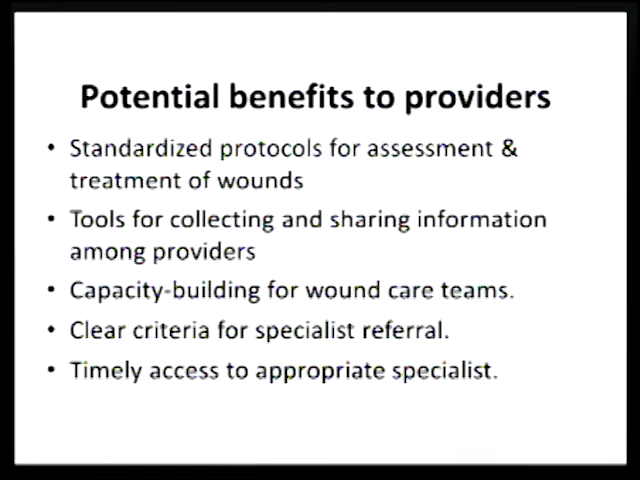 Potential benefits to providers
• Standardized protocols for assessment &
treatment of wounds
• Tools for collecting and sharing information
among providers
• Capacity-building for wound care teams.
• Clear criteria for specialist referral.
• Timely access to appropriate specialist.